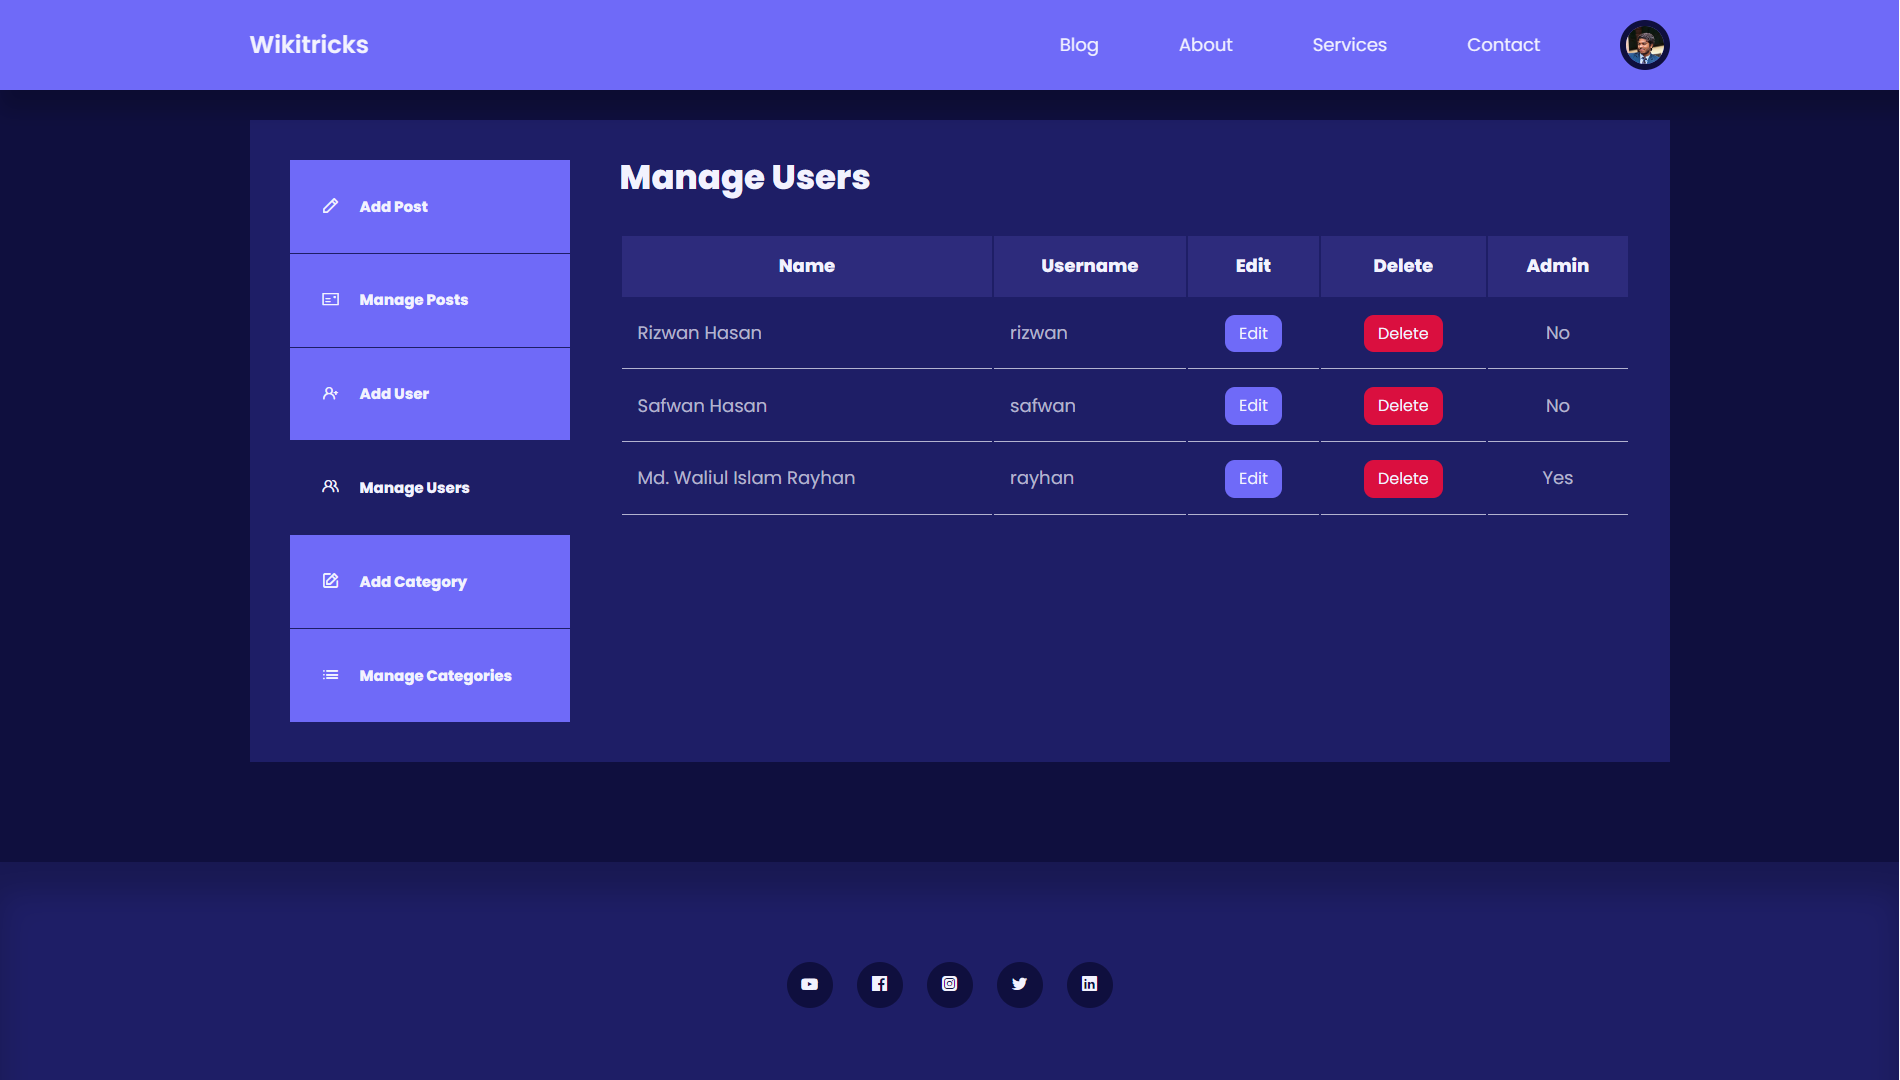 Wikitricks Blog About Services Contact
Add Post
Manage Posts
Add User
Manage Users
Add Category
Manage Categories
Manage Users
Name Username Edit Delete Admin
Rizwan Hasan rizwan Edit Delete No
Safwan Hasan safwan Edit Delete No
Md. Waliul Islam Rayhan rayhan Edit Delete Yes